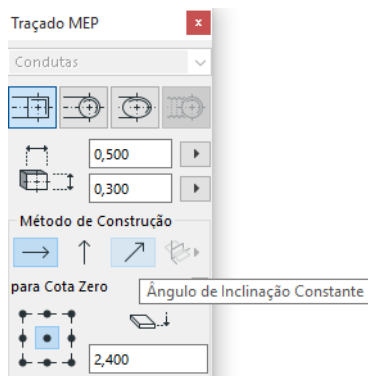 Traçado MEP
x
Condutas
0,500
0,300
Método de Construção
para Cota Zero
Ângulo de Inclinação Constante
2,400